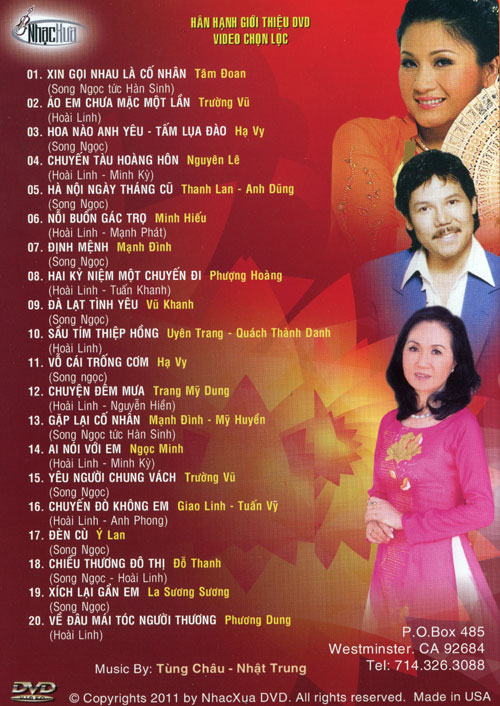 NHẠCXƯA
HÂN HẠNH GIỚI THIỆU DVD
VIDEO CHỌN LỌC
01. XIN GỌI NHAU LÀ CỐ NHÂN Tâm Đoan
(Song Ngọc tức Hàn Sinh)
02. ÁO EM CHƯA MẶC MỘT LẦN Trường Vũ
(Hoài Linh)
03. HOA NÀO ANH YÊU - TẤM LỤA ĐÀO Hạ Vy
(Song Ngọc)
04. CHUYẾN TÀU HOÀNG HÔN Nguyên Lê
(Hoài Linh - Minh Kỳ)
05. HÀ NỘI NGÀY THÁNG CŨ Thanh Lan - Anh Dũng
(Song Ngọc)
06. NỖI BUỒN GÁC TRỌ Minh Hiếu
(Hoài Linh - Mạnh Phát)
07. ĐỊNH MỆNH Mạnh Đình
(Song Ngọc)
08. HAI KỶ NIỆM MỘT CHUYẾN ĐI Phượng Hoàng
(Hoài Linh - Tuấn Khanh)
09. ĐÀ LẠT TÌNH YÊU Vũ Khanh
(Song Ngọc)
10. SẦU TÍM THIỆP HỒNG Uyên Trang - Quách Thành Danh
(Hoài Linh)
11. VỖ CÁI TRỐNG CƠM Hạ Vy
(Song ngọc)
12. CHUYỆN ĐÊM MƯA Trang Mỹ Dung
(Hoài Linh - Nguyễn Hiền)
13. GẶP LẠI CỐ NHÂN Mạnh Đình - Mỹ Huyền
(Song Ngọc tức Hàn Sinh)
14. AI NÓI VỚI EM Ngọc Minh
(Hoài Linh - Minh Kỳ)
15. YÊU NGƯỜI CHUNG VÁCH Trường Vũ
(Song Ngọc)
16. CHUYẾN ĐÒ KHÔNG EM Giao Linh - Tuấn Vỹ
(Hoài Linh - Anh Phong)
17. ĐÈN CÙ Ý Lan
(Song Ngọc)
18. CHIỀU THƯƠNG ĐÔ THỊ Đỗ Thanh
(Song Ngọc - Hoài Linh)
19. XÍCH LẠI GẦN EM La Sương Sương
(Song Ngọc)
20. VỀ ĐÂU MÁI TÓC NGƯỜI THƯƠNG Phương Dung
(Hoài Linh)
P.O.Box 485
Westminster. CA 92684
Tel: 714.326.3088
Music By: Tùng Châu - Nhật Trung
DVD
VIDEO
© Copyrights 2011 by NhacXụa DVD. All rights reserved. Made in USA